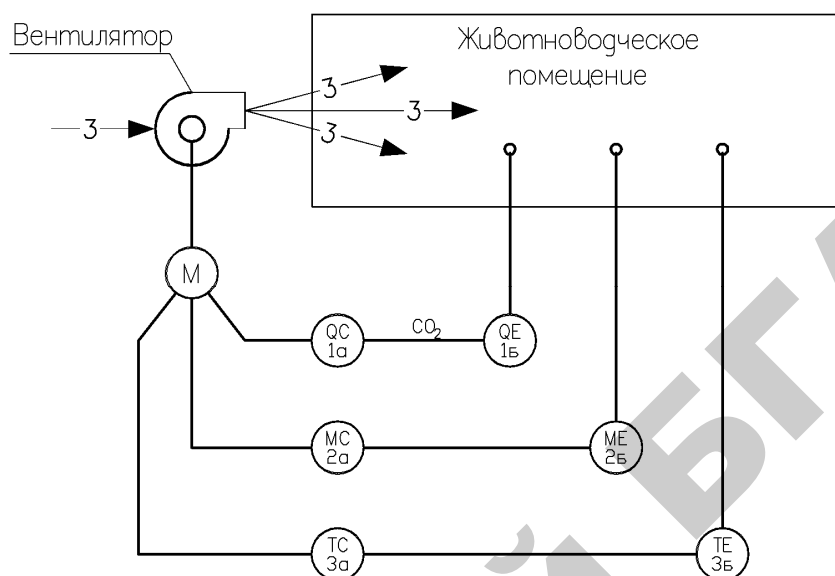 Вентилятор
Животноводческое
помещение
3
3
3
3
М
QC
1а
CO₂
QE
1б
MC
2а
ME
2б
TC
3а
TE
3б